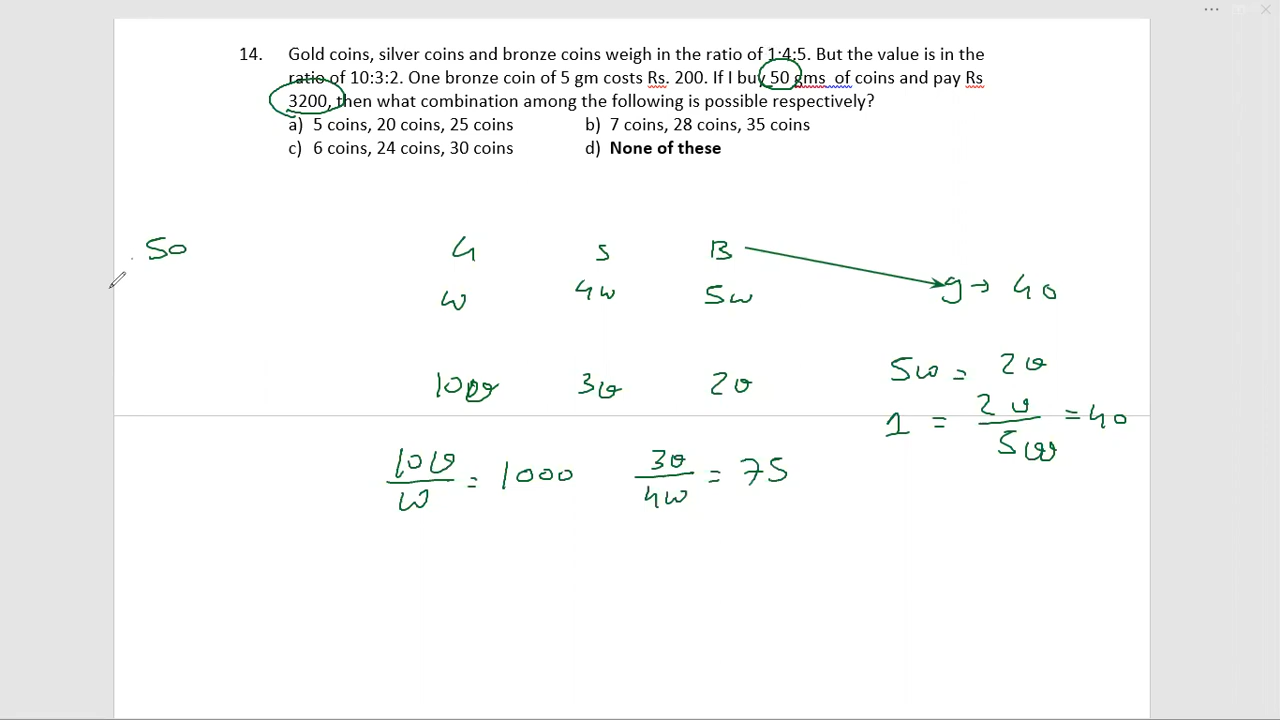 14. Gold coins, silver coins and bronze coins weigh in the ratio of 1:4:5. But the value is in the
ratio of 10:3:2. One bronze coin of 5 gm costs Rs. 200. If I buy 50 gms of coins and pay Rs
3200, then what combination among the following is possible respectively?
a) 5 coins, 20 coins, 25 coins b) 7 coins, 28 coins, 35 coins
c) 6 coins, 24 coins, 30 coins d) None of these
50 G S B
w 4w 5w g → 40
10v 3v 2v
5w = 2v
1 = 2v/5w = 40
10v/w = 1000 3v/4w = 75